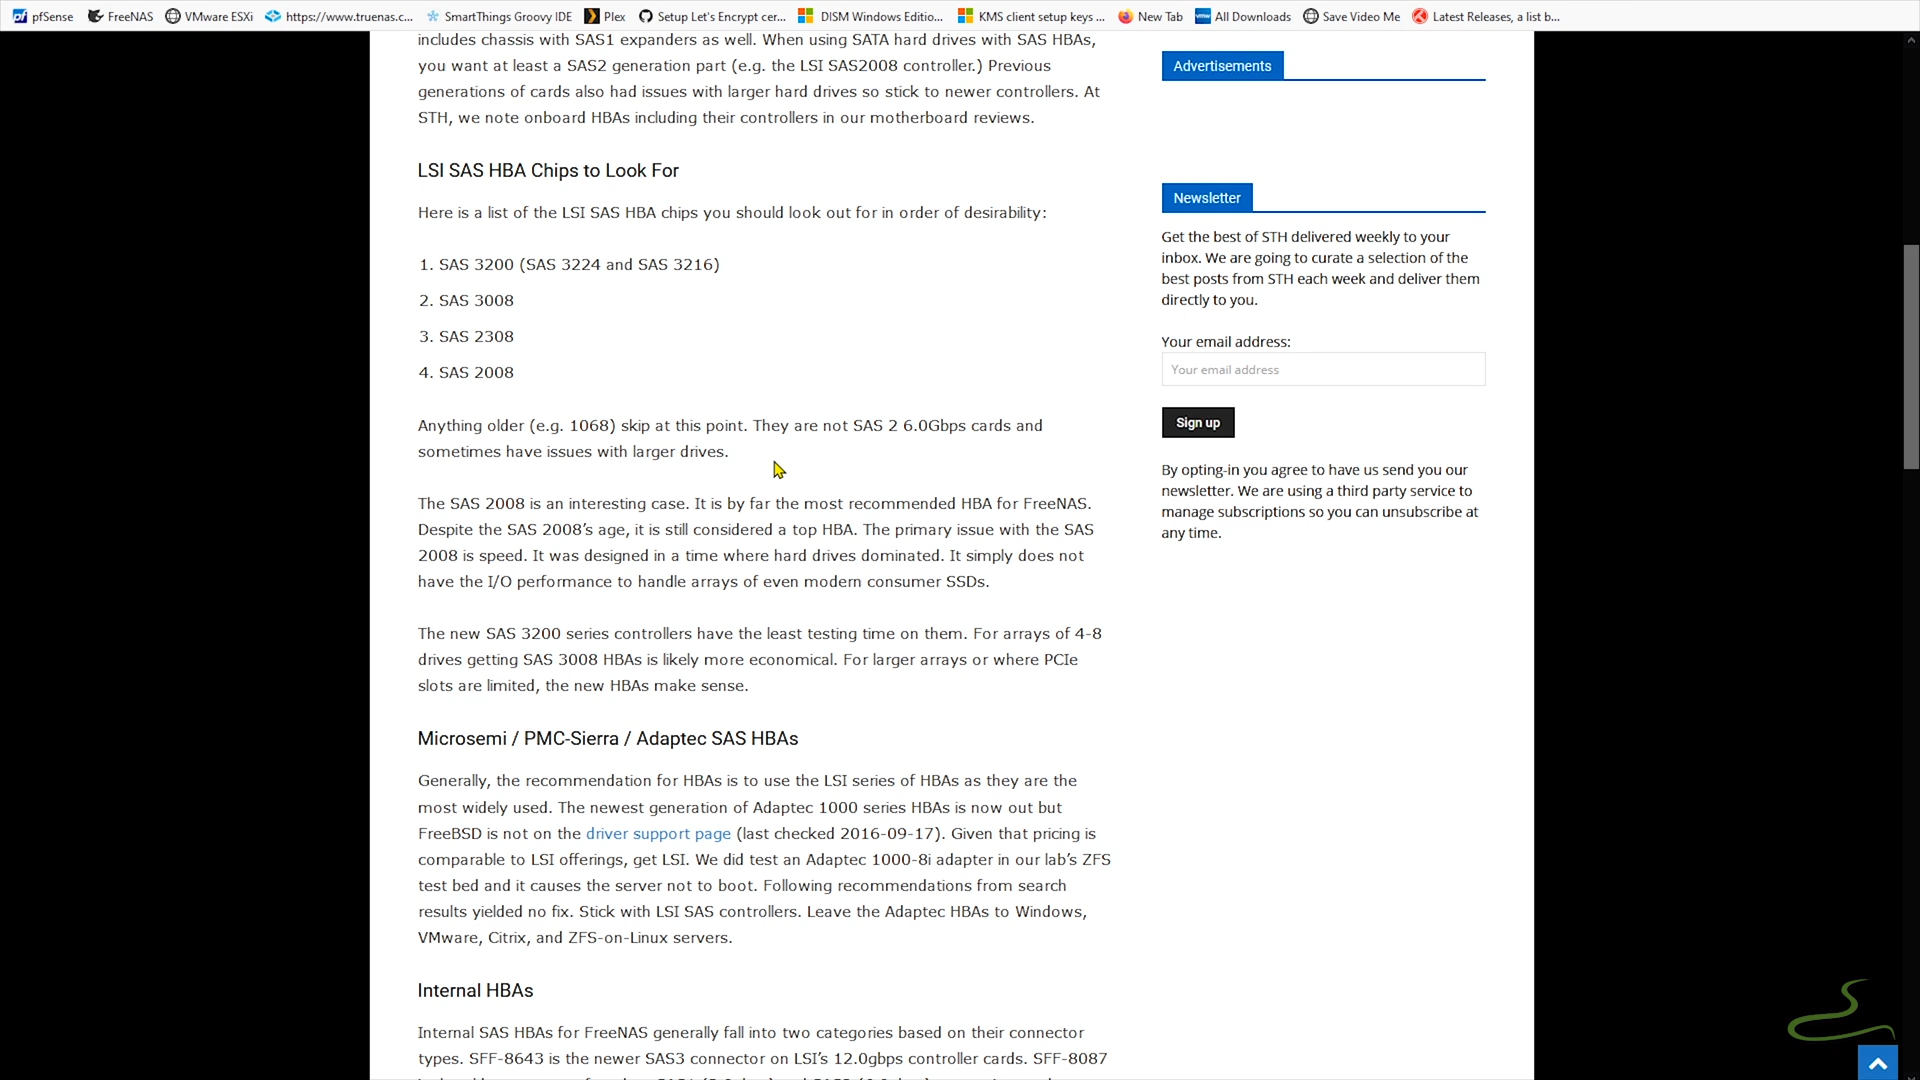 pfSense FreeNAS VMware ESXi https://www.truenas.c... SmartThings Groovy IDE Plex Setup Let's Encrypt cer... DISM Windows Editio... KMS client setup keys ... New Tab All Downloads Save Video Me Latest Releases, a list b...
includes chassis with SAS1 expanders as well. When using SATA hard drives with SAS HBAs,
you want at least a SAS2 generation part (e.g. the LSI SAS2008 controller.) Previous
generations of cards also had issues with larger hard drives so stick to newer controllers. At
STH, we note onboard HBAs including their controllers in our motherboard reviews.
LSI SAS HBA Chips to Look For
Here is a list of the LSI SAS HBA chips you should look out for in order of desirability:
1. SAS 3200 (SAS 3224 and SAS 3216)
2. SAS 3008
3. SAS 2308
4. SAS 2008
Anything older (e.g. 1068) skip at this point. They are not SAS 2 6.0Gbps cards and
sometimes have issues with larger drives.
The SAS 2008 is an interesting case. It is by far the most recommended HBA for FreeNAS.
Despite the SAS 2008’s age, it is still considered a top HBA. The primary issue with the SAS
2008 is speed. It was designed in a time where hard drives dominated. It simply does not
have the I/O performance to handle arrays of even modern consumer SSDs.
The new SAS 3200 series controllers have the least testing time on them. For arrays of 4-8
drives getting SAS 3008 HBAs is likely more economical. For larger arrays or where PCIe
slots are limited, the new HBAs make sense.
Microsemi / PMC-Sierra / Adaptec SAS HBAs
Generally, the recommendation for HBAs is to use the LSI series of HBAs as they are the
most widely used. The newest generation of Adaptec 1000 series HBAs is now out but
FreeBSD is not on the driver support page (last checked 2016-09-17). Given that pricing is
comparable to LSI offerings, get LSI. We did test an Adaptec 1000-8i adapter in our lab’s ZFS
test bed and it causes the server not to boot. Following recommendations from search
results yielded no fix. Stick with LSI SAS controllers. Leave the Adaptec HBAs to Windows,
VMware, Citrix, and ZFS-on-Linux servers.
Internal HBAs
Internal SAS HBAs for FreeNAS generally fall into two categories based on their connector
types. SFF-8643 is the newer SAS3 connector on LSI’s 12.0gbps controller cards. SFF-8087
Advertisements
Newsletter
Get the best of STH delivered weekly to your
inbox. We are going to curate a selection of the
best posts from STH each week and deliver them
directly to you.
Your email address:
Your email address
Sign up
By opting-in you agree to have us send you our
newsletter. We are using a third party service to
manage subscriptions so you can unsubscribe at
any time.